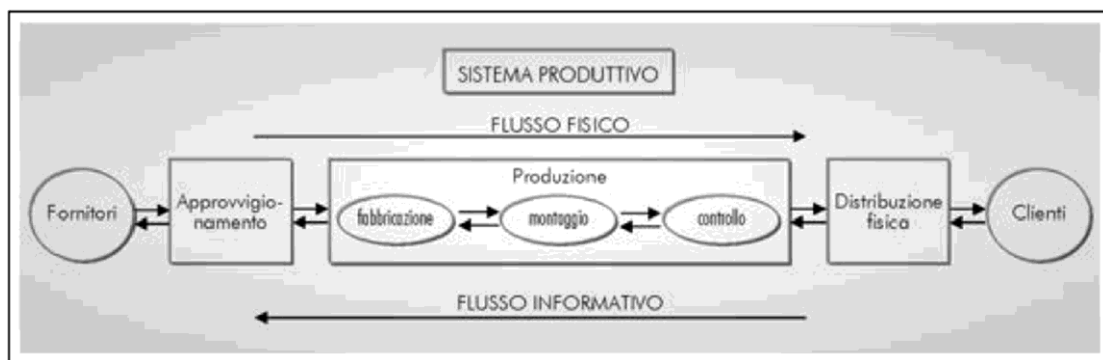 SISTEMA PRODUTTIVO
FLUSSO FISICO
Fornitori
Approvvigio-
namento
Produzione
fabbricazione
montaggio
controllo
Distribuzione
fisica
Clienti
FLUSSO INFORMATIVO